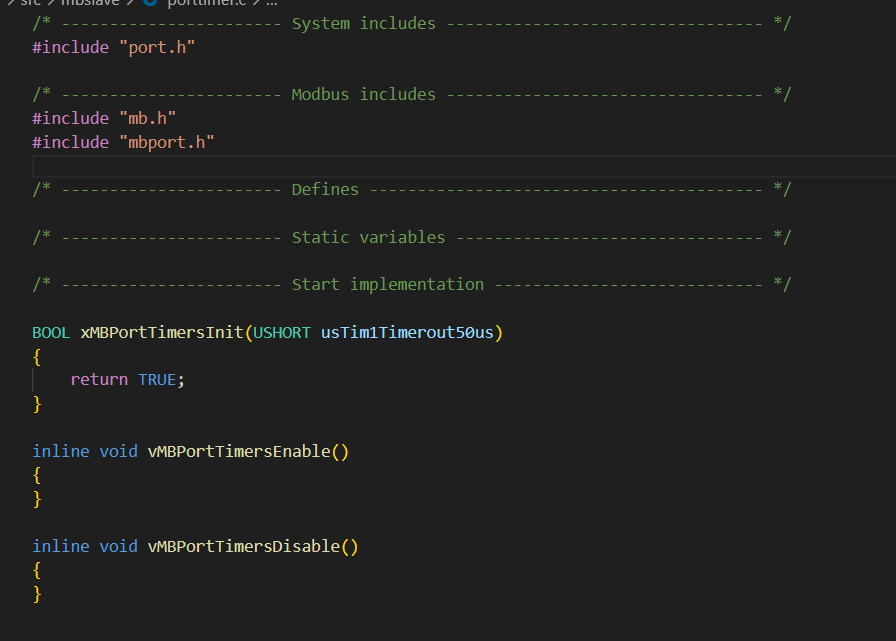 src > mbslave > porttimer.c > ...
/* ----------------------- System includes --------------------------------- */
#include "port.h"
/* ----------------------- Modbus includes --------------------------------- */
#include "mb.h"
#include "mbport.h"
/* ----------------------- Defines ----------------------------------------- */
/* ----------------------- Static variables -------------------------------- */
/* ----------------------- Start implementation ---------------------------- */
BOOL xMBPortTimersInit(USHORT usTim1Timerout50us)
{
    return TRUE;
}
inline void vMBPortTimersEnable()
{
}
inline void vMBPortTimersDisable()
{
}